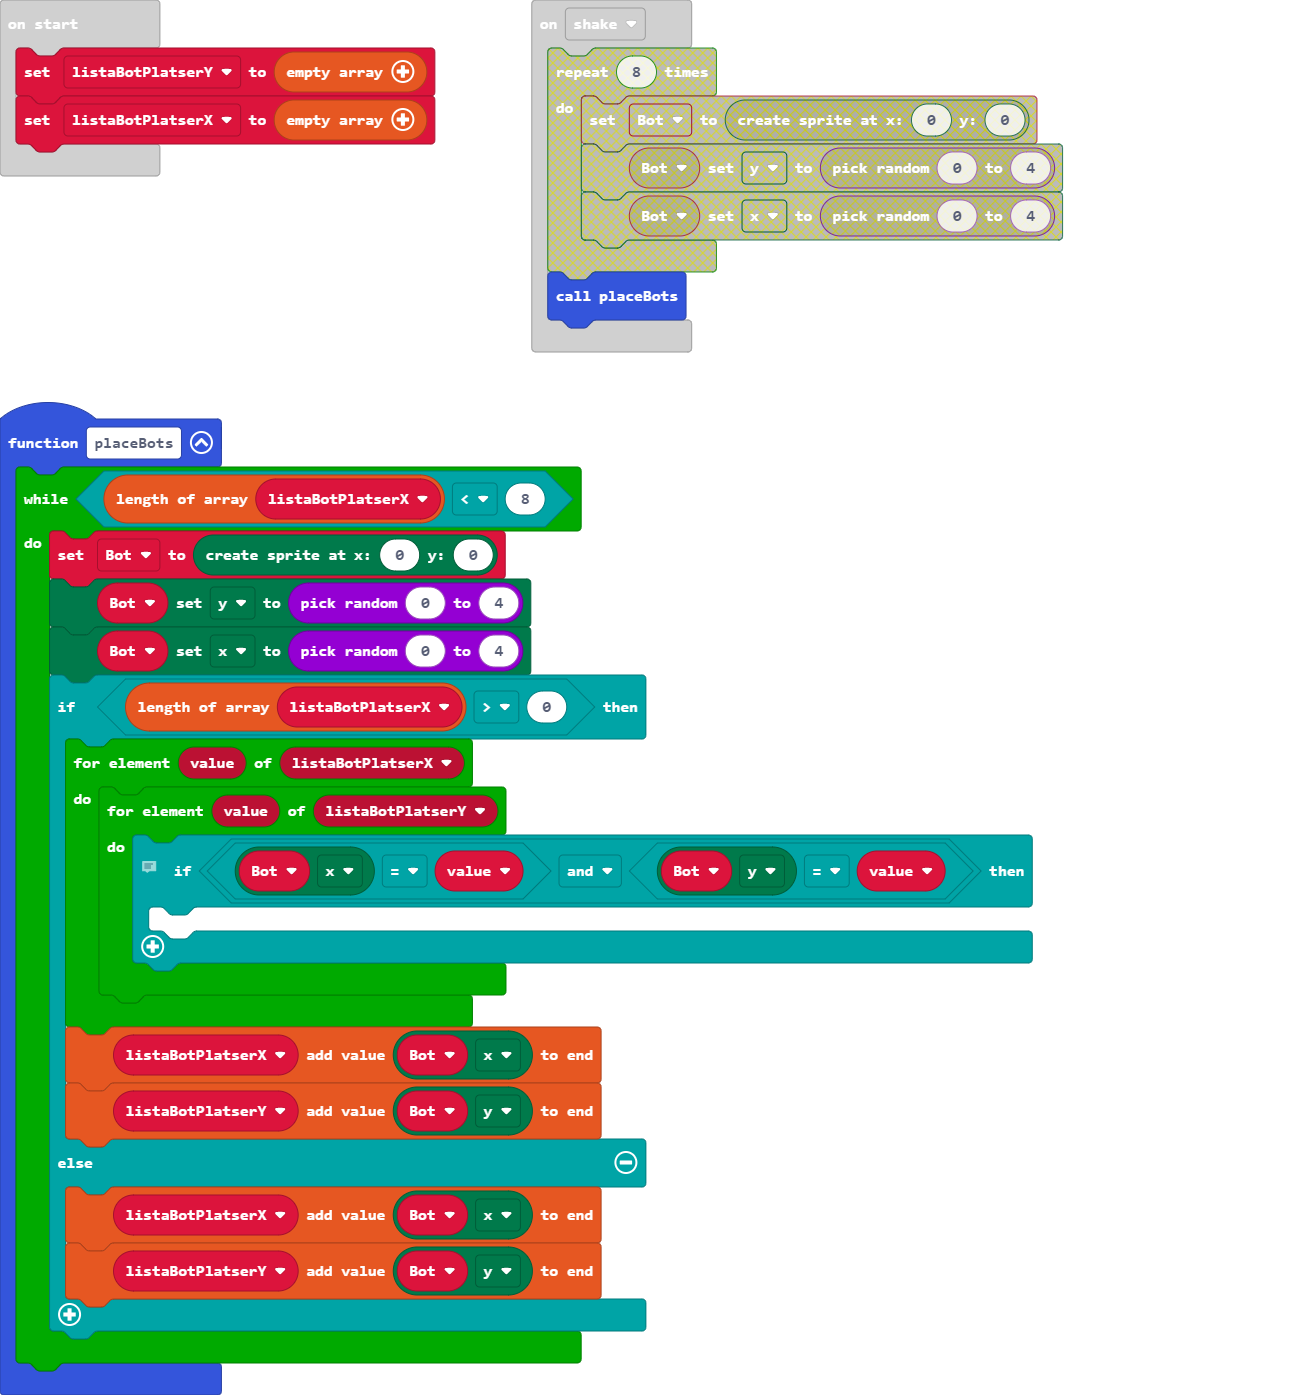 on start
set listaBotPlatserY to empty array
set listaBotPlatserX to empty array
on shake
repeat 8 times
do
set Bot to create sprite at x: 0 y: 0
Bot set y to pick random 0 to 4
Bot set x to pick random 0 to 4
call placeBots
function placeBots
while length of array listaBotPlatserX < 8
do
set Bot to create sprite at x: 0 y: 0
Bot set y to pick random 0 to 4
Bot set x to pick random 0 to 4
if length of array listaBotPlatserX > 0 then
for element value of listaBotPlatserX
do
for element value of listaBotPlatserY
do
if Bot x = value and Bot y = value then
listaBotPlatserX add value Bot x to end
listaBotPlatserY add value Bot y to end
else
listaBotPlatserX add value Bot x to end
listaBotPlatserY add value Bot y to end